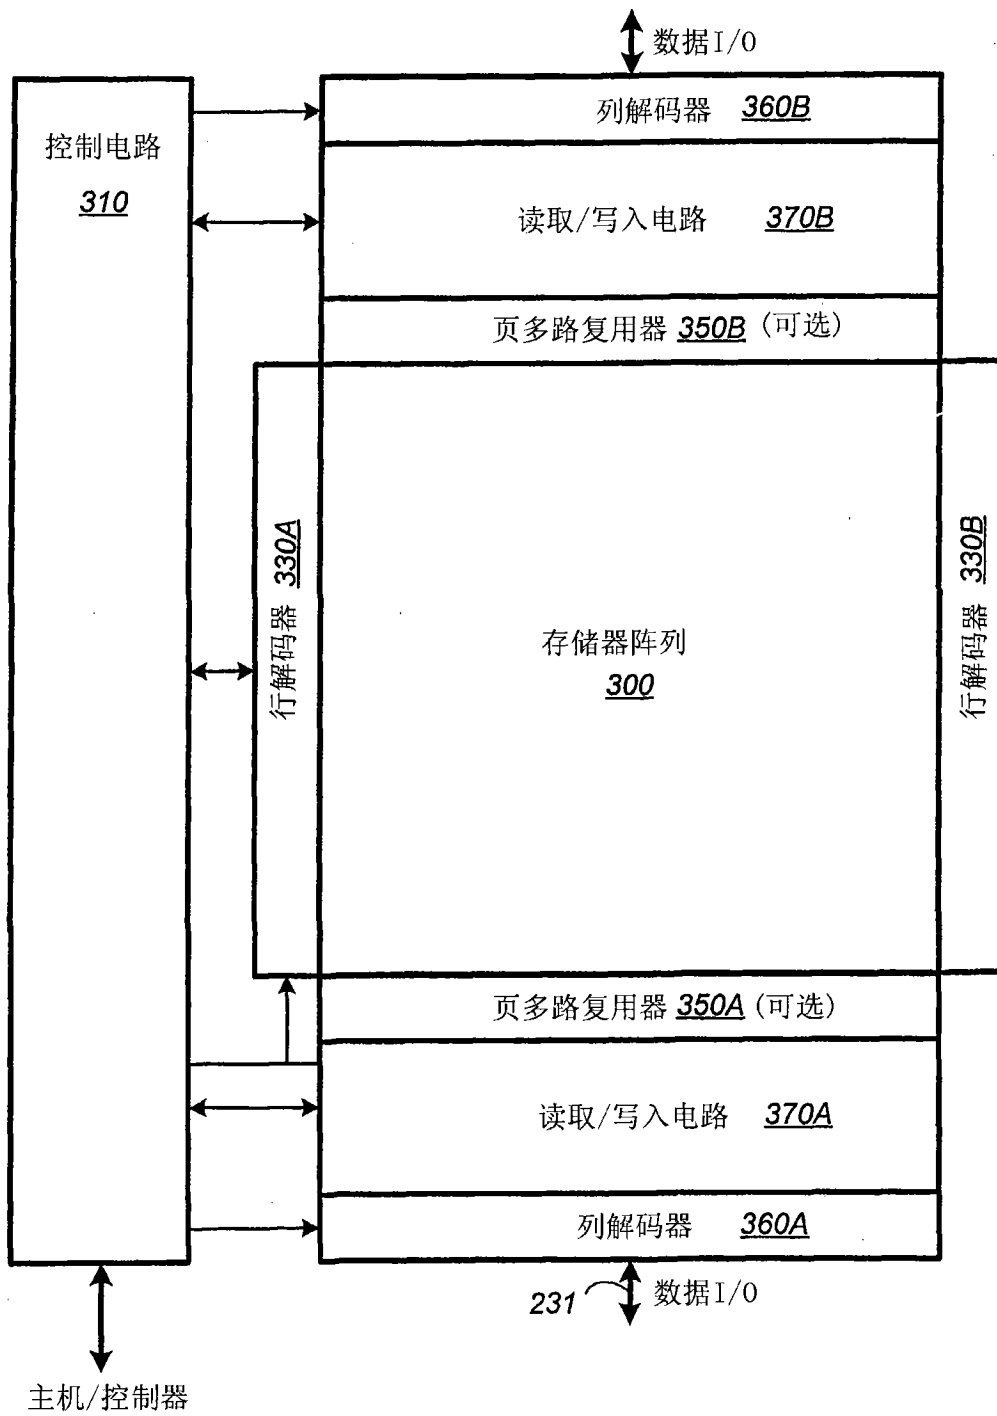 数据I/O
列解码器 360B
控制电路
310
读取/写入电路 370B
页多路复用器 350B (可选)
行解码器 330A
行解码器 330B
存储器阵列
300
页多路复用器 350A (可选)
读取/写入电路 370A
列解码器 360A
231
数据I/O
主机/控制器